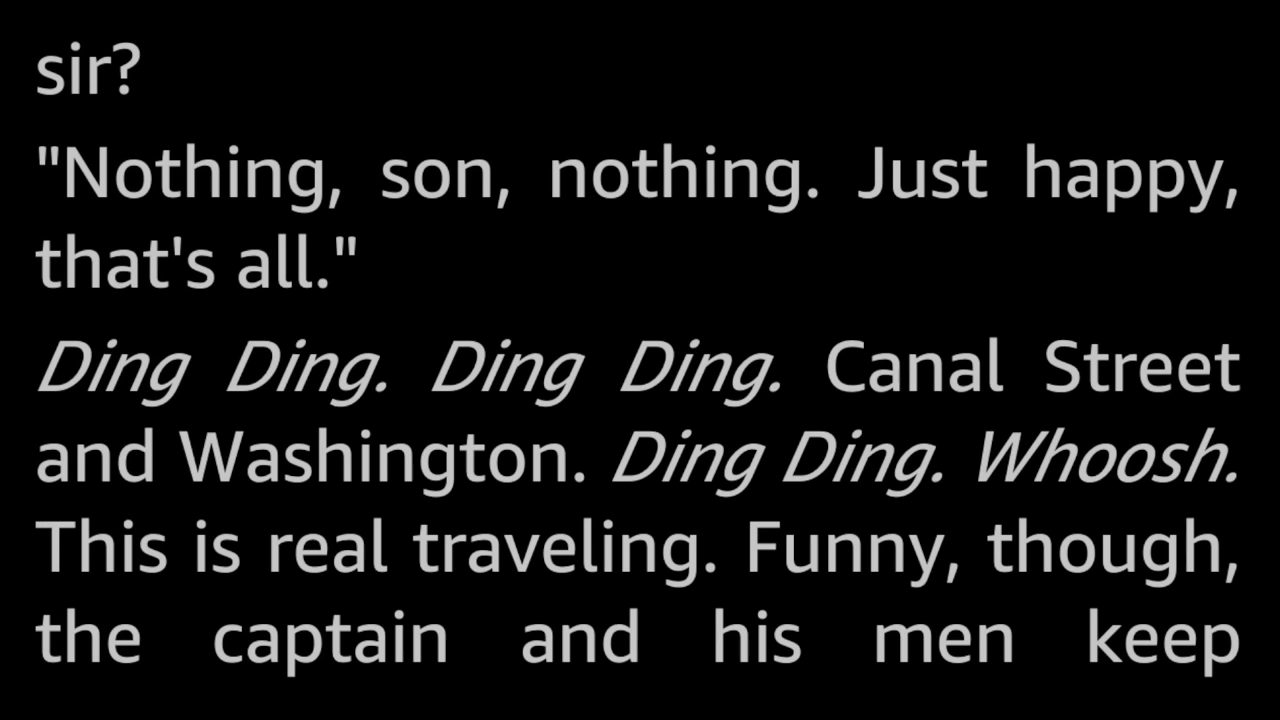 sir?
"Nothing, son, nothing. Just happy,
that's all."
Ding Ding. Ding Ding. Canal Street
and Washington. Ding Ding. Whoosh.
This is real traveling. Funny, though,
the captain and his men keep